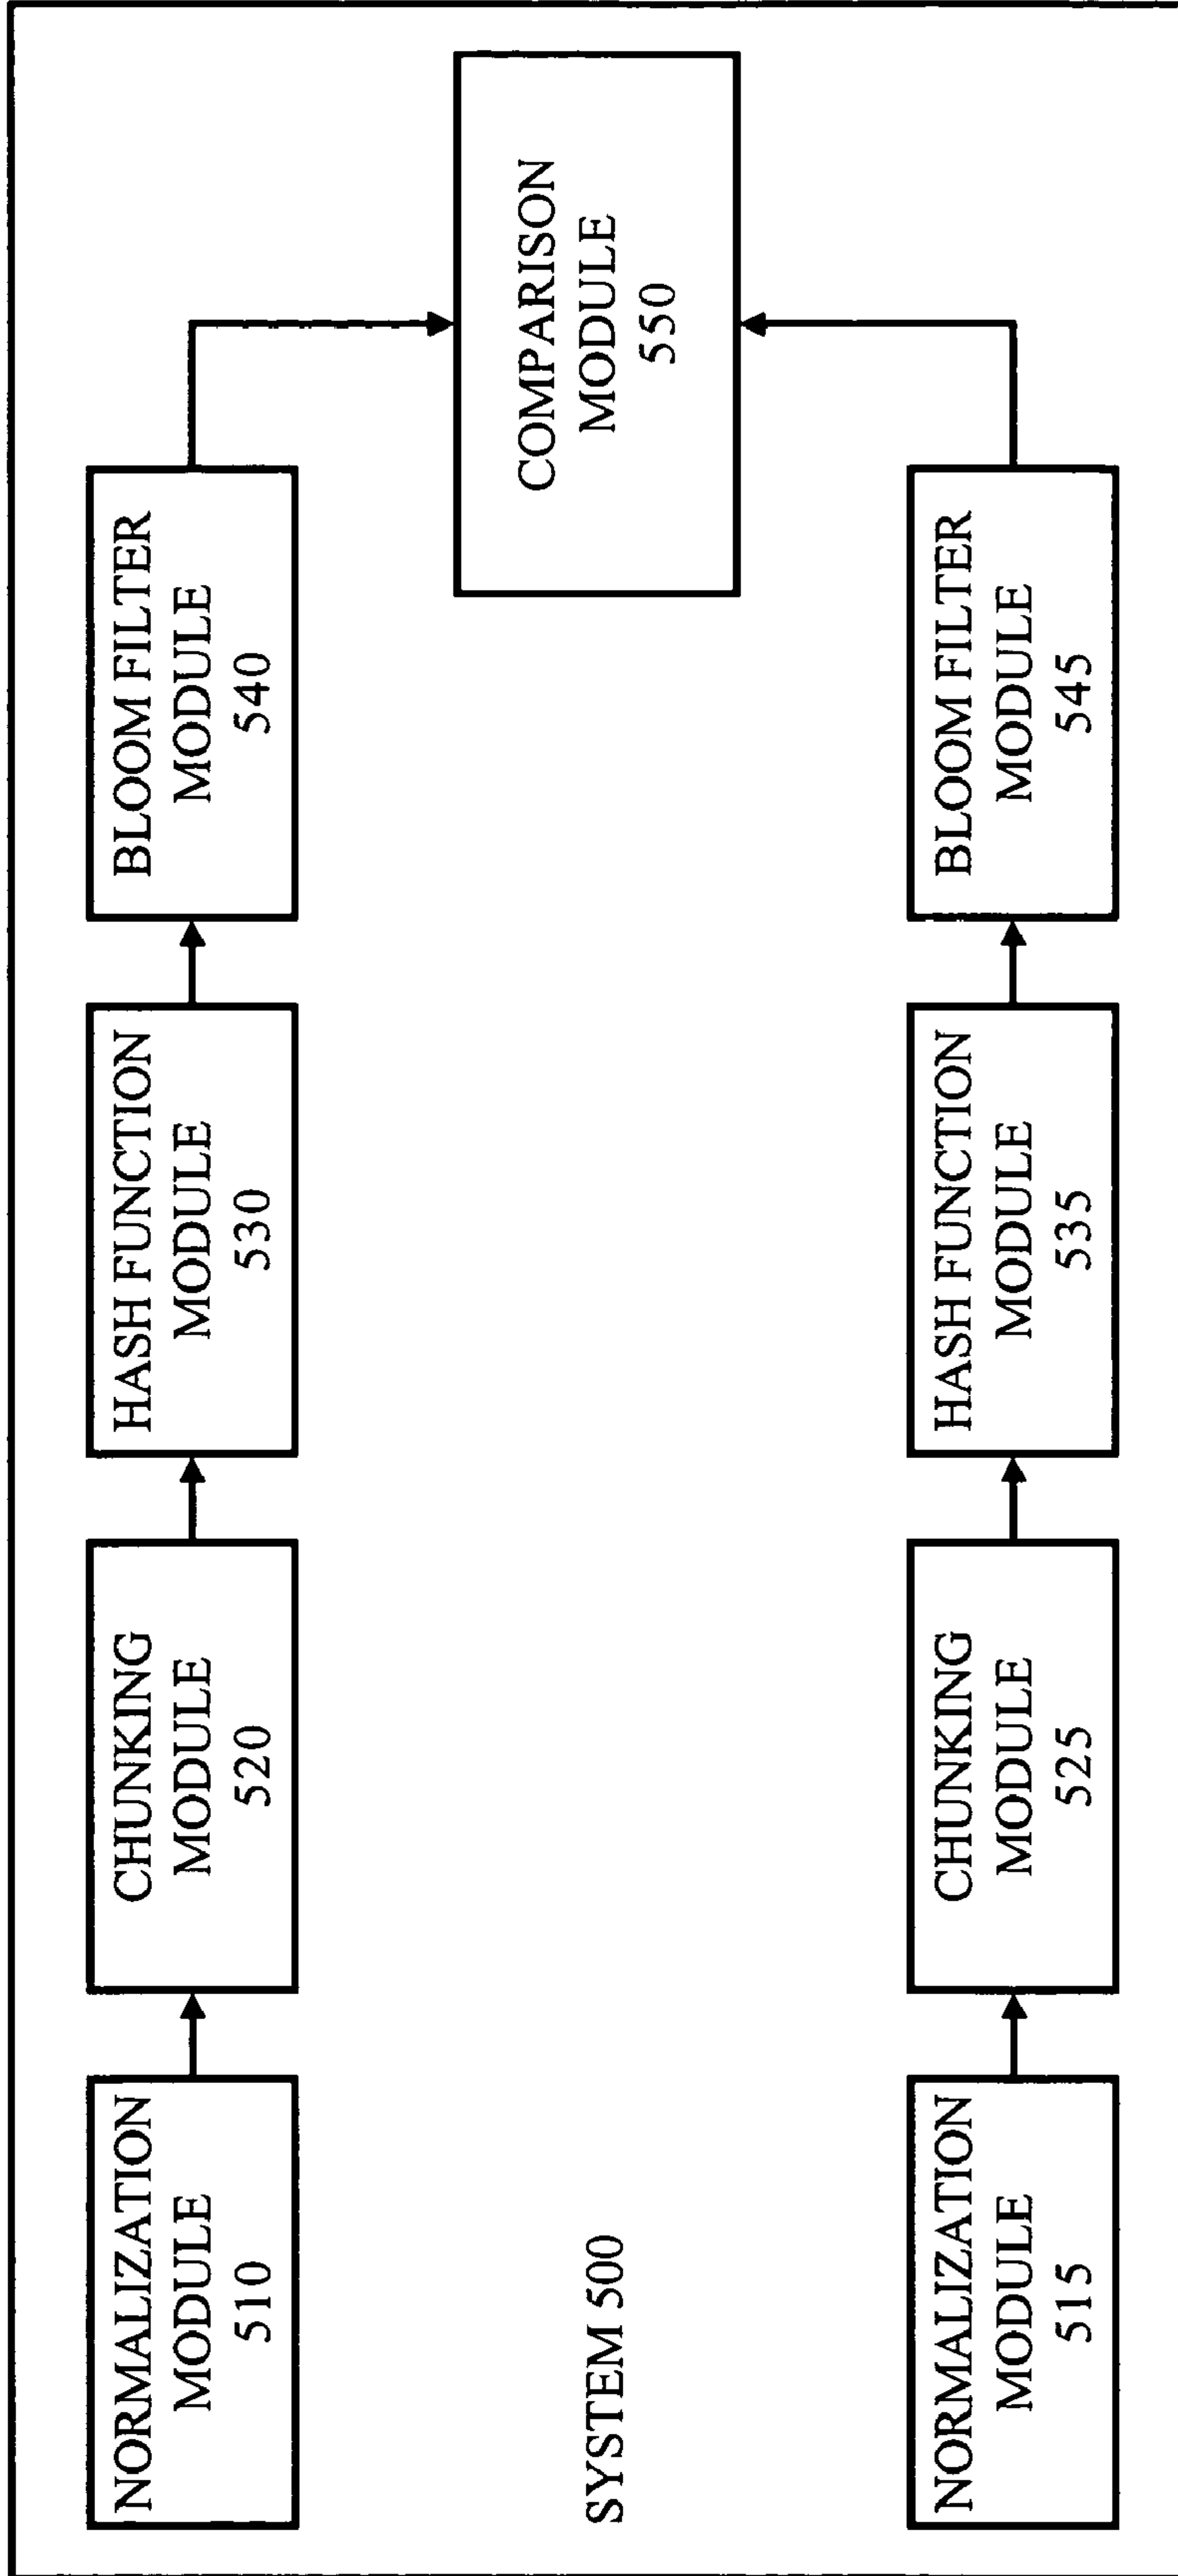 NORMALIZATION
MODULE
510
CHUNKING
MODULE
520
HASH FUNCTION
MODULE
530
BLOOM FILTER
MODULE
540
COMPARISON
MODULE
550
SYSTEM 500
NORMALIZATION
MODULE
515
CHUNKING
MODULE
525
HASH FUNCTION
MODULE
535
BLOOM FILTER
MODULE
545